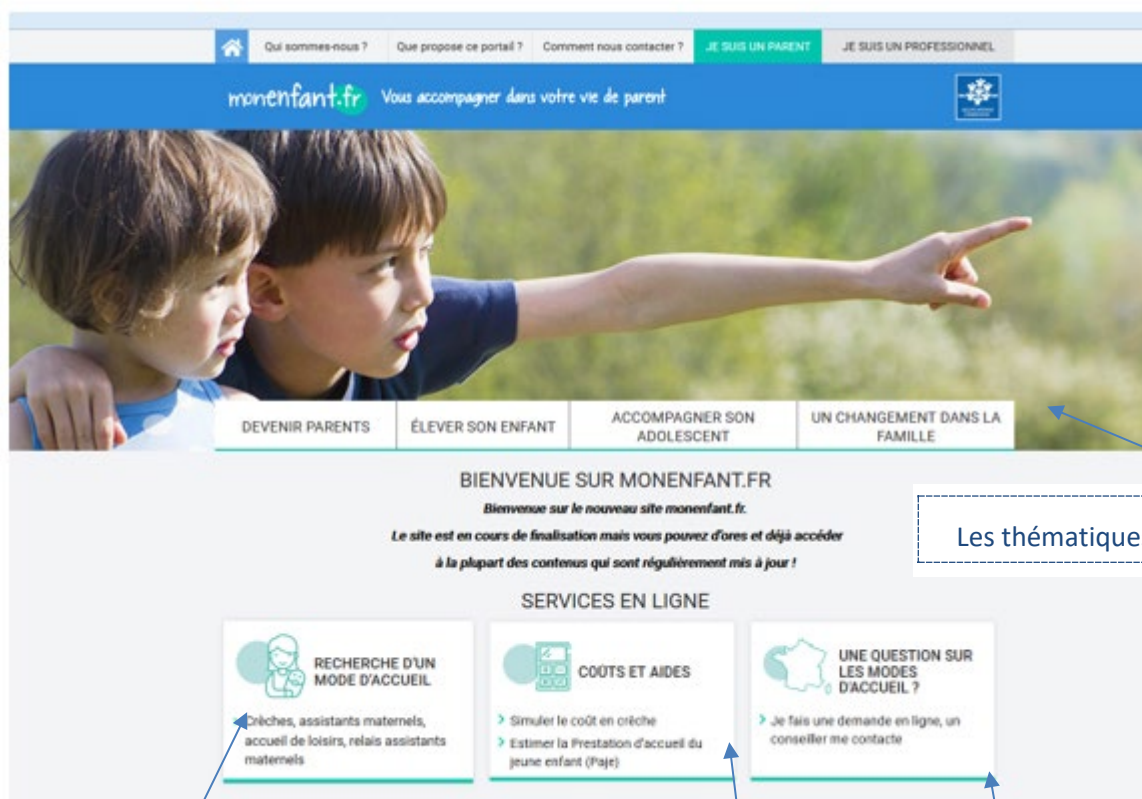 Qui sommes-nous ? Que propose ce portail ? Comment nous contacter ? JE SUIS UN PARENT JE SUIS UN PROFESSIONNEL
monenfant.fr Vous accompagner dans votre vie de parent
DEVENIR PARENTS
ÉLEVER SON ENFANT
ACCOMPAGNER SON
ADOLESCENT
UN CHANGEMENT DANS LA
FAMILLE
BIENVENUE SUR MONENFANT.FR
Bienvenue sur le nouveau site monenfant.fr.
Le site est en cours de finalisation mais vous pouvez d'ores et déjà accéder
à la plupart des contenus qui sont régulièrement mis à jour !
Les thématique
SERVICES EN LIGNE
RECHERCHE D'UN
MODE D'ACCUEIL
Crèches, assistants maternels,
accueil de loisirs, relais assistants
maternels
COÛTS ET AIDES
Simuler le coût en crèche
Estimer la Prestation d'accueil du
jeune enfant (Paje)
UNE QUESTION SUR
LES MODES
D'ACCUEIL ?
Je fais une demande en ligne, un
conseiller me contacte